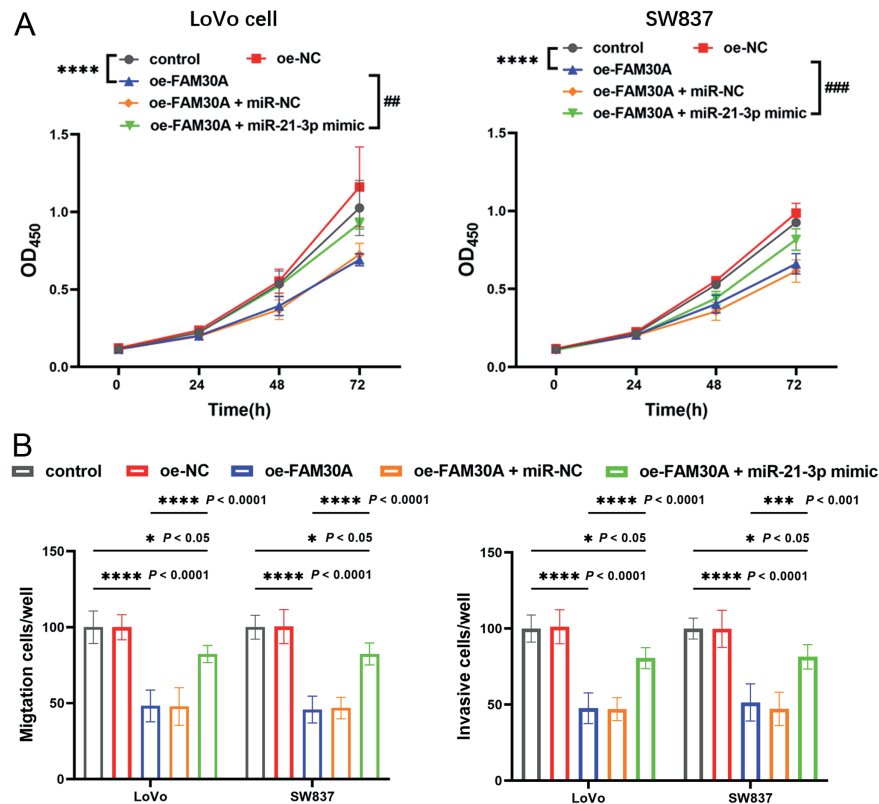 A
LoVo cell
**** control oe-NC
oe-FAM30A
oe-FAM30A + miR-NC
oe-FAM30A + miR-21-3p mimic
##
OD450
1.5
1.0
0.5
0.0
0 24 48 72
Time(h)
SW837
**** control oe-NC
oe-FAM30A
oe-FAM30A + miR-NC
oe-FAM30A + miR-21-3p mimic
###
OD450
1.5
1.0
0.5
0.0
0 24 48 72
Time(h)
B
control oe-NC oe-FAM30A oe-FAM30A + miR-NC oe-FAM30A + miR-21-3p mimic
**** P < 0.0001 **** P < 0.0001
* P < 0.05 * P < 0.05
**** P < 0.0001 **** P < 0.0001
Migtation cells/well
150
100
50
0
LoVo SW837
**** P < 0.0001 *** P < 0.001
* P < 0.05 * P < 0.05
**** P < 0.0001 **** P < 0.0001
Invasive cells/well
150
100
50
0
LoVo SW837